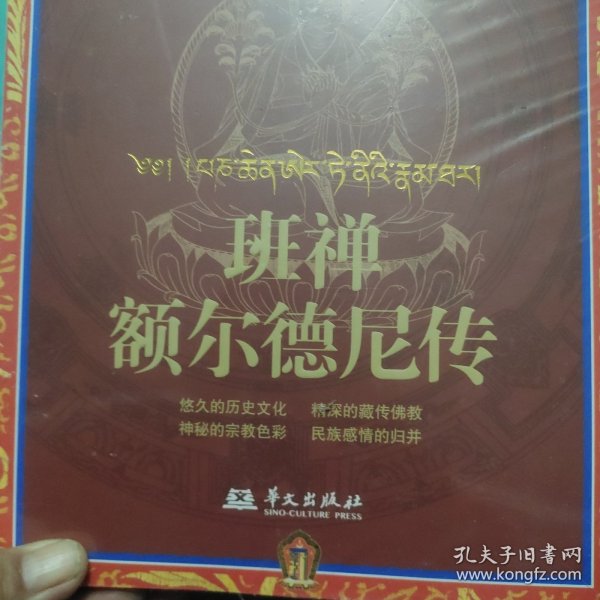 ༄༅། །པཎ་ཆེན་ཨེར་ཏེ་ནིའི་རྣམ་ཐར།
班禅
额尔德尼传
悠久的历史文化 精深的藏传佛教
神秘的宗教色彩 民族感情的归并
华文出版社
SINO-CULTURE PRESS
孔夫子旧书网
www.kongfz.com